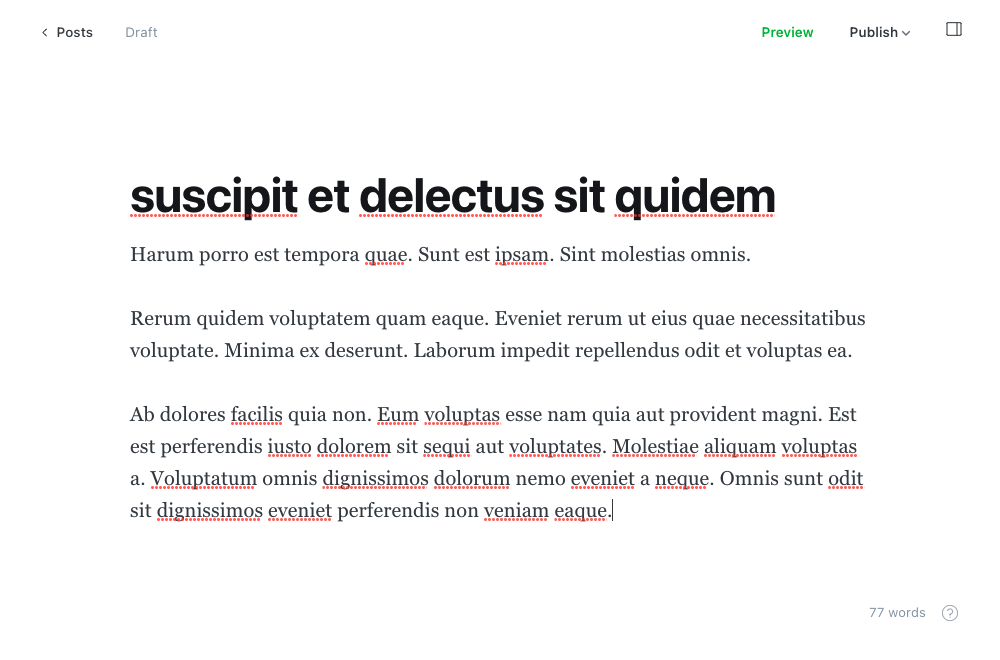 Posts
Draft
Preview
Publish
suscipit et delectus sit quidem
Harum porro est tempora quae. Sunt est ipsam. Sint molestias omnis.
Rerum quidem voluptatem quam eaque. Eveniet rerum ut eius quae necessitatibus
voluptate. Minima ex deserunt. Laborum impedit repellendus odit et voluptas ea.
Ab dolores facilis quia non. Eum voluptas esse nam quia aut provident magni. Est
est perferendis iusto dolorem sit sequi aut voluptates. Molestiae aliquam voluptas
a. Voluptatum omnis dignissimos dolorum nemo eveniet a neque. Omnis sunt odit
sit dignissimos eveniet perferendis non veniam eaque.
77 words
?